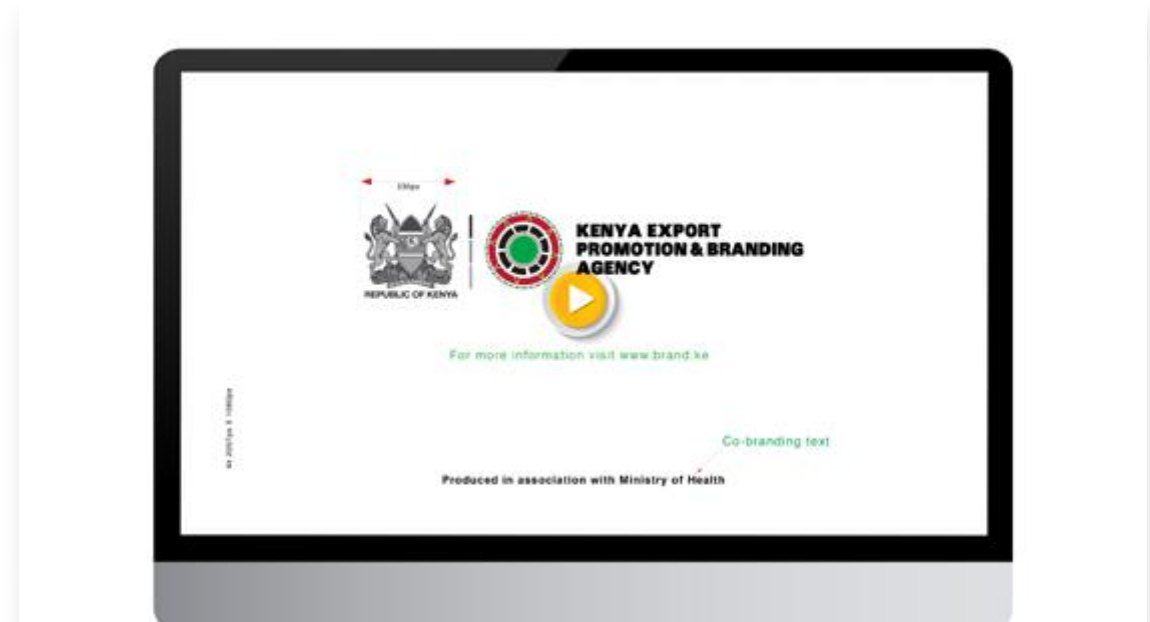 REPUBLIC OF KENYA
KENYA EXPORT
PROMOTION & BRANDING
AGENCY
For more information visit www.brand.ke
Co-branding text
Produced in association with Ministry of Health